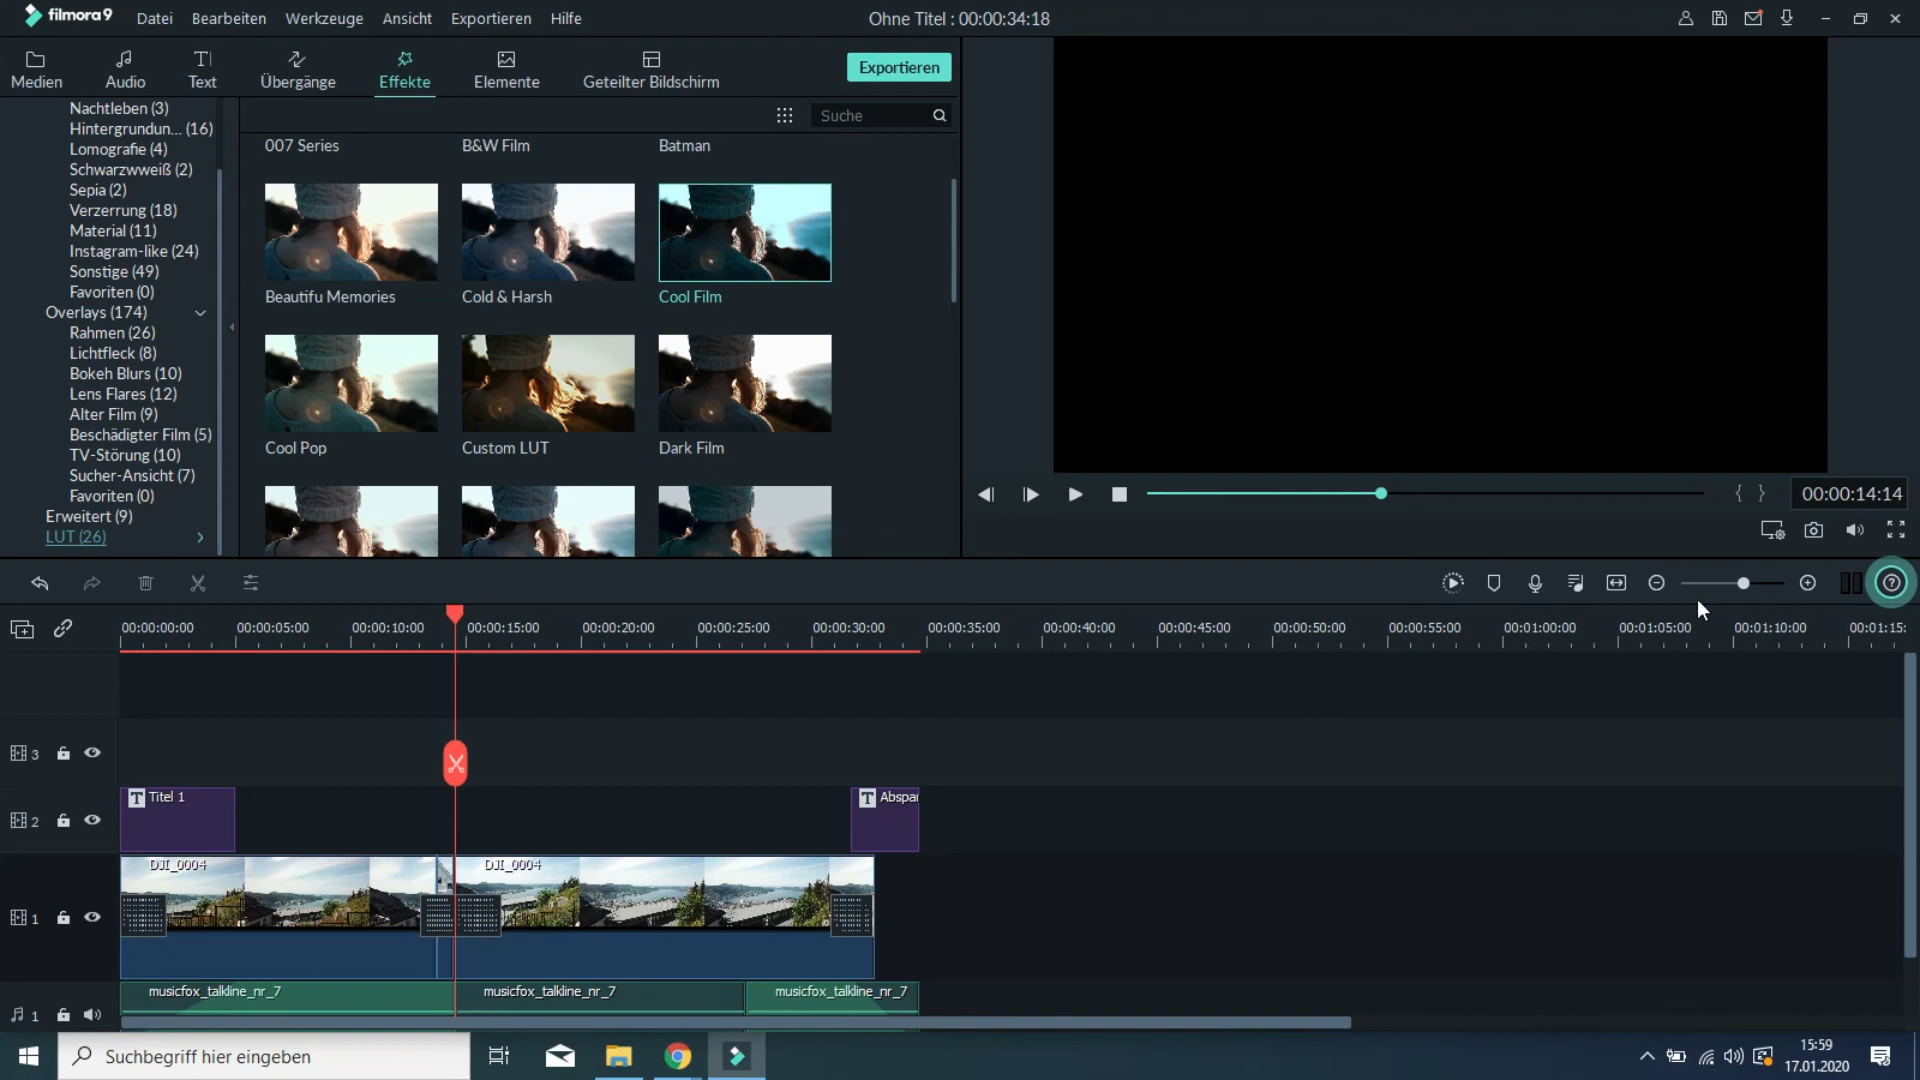 filmora9 Datei Bearbeiten Werkzeuge Ansicht Exportieren Hilfe Ohne Titel : 00:00:34:18
Medien Audio Text Übergänge Effekte Elemente Geteilter Bildschirm Exportieren
Nachtleben (3)
Hintergrundun... (16)
Lomografie (4)
Schwarzwweiß (2)
Sepia (2)
Verzerrung (18)
Material (11)
Instagram-like (24)
Sonstige (49)
Favoriten (0)
Overlays (174)
Rahmen (26)
Lichtfleck (8)
Bokeh Blurs (10)
Lens Flares (12)
Alter Film (9)
Beschädigter Film (5)
TV-Störung (10)
Sucher-Ansicht (7)
Favoriten (0)
Erweitert (9)
LUT (26)
Suche
007 Series B&W Film Batman
Beautifu Memories Cold & Harsh Cool Film
Cool Pop Custom LUT Dark Film
{ } 00:00:14:14
00:00:00:00 00:00:05:00 00:00:10:00 00:00:15:00 00:00:20:00 00:00:25:00 00:00:30:00 00:00:35:00 00:00:40:00 00:00:45:00 00:00:50:00 00:00:55:00 00:01:00:00 00:01:05:00 00:01:10:00 00:01:15:
3
T Titel 1 T Abspa
2
DJI_0004 DJI_0004
1
musicfox_talkline_nr_7 musicfox_talkline_nr_7 musicfox_talkline_nr_7
1
Suchbegriff hier eingeben
15:59
17.01.2020